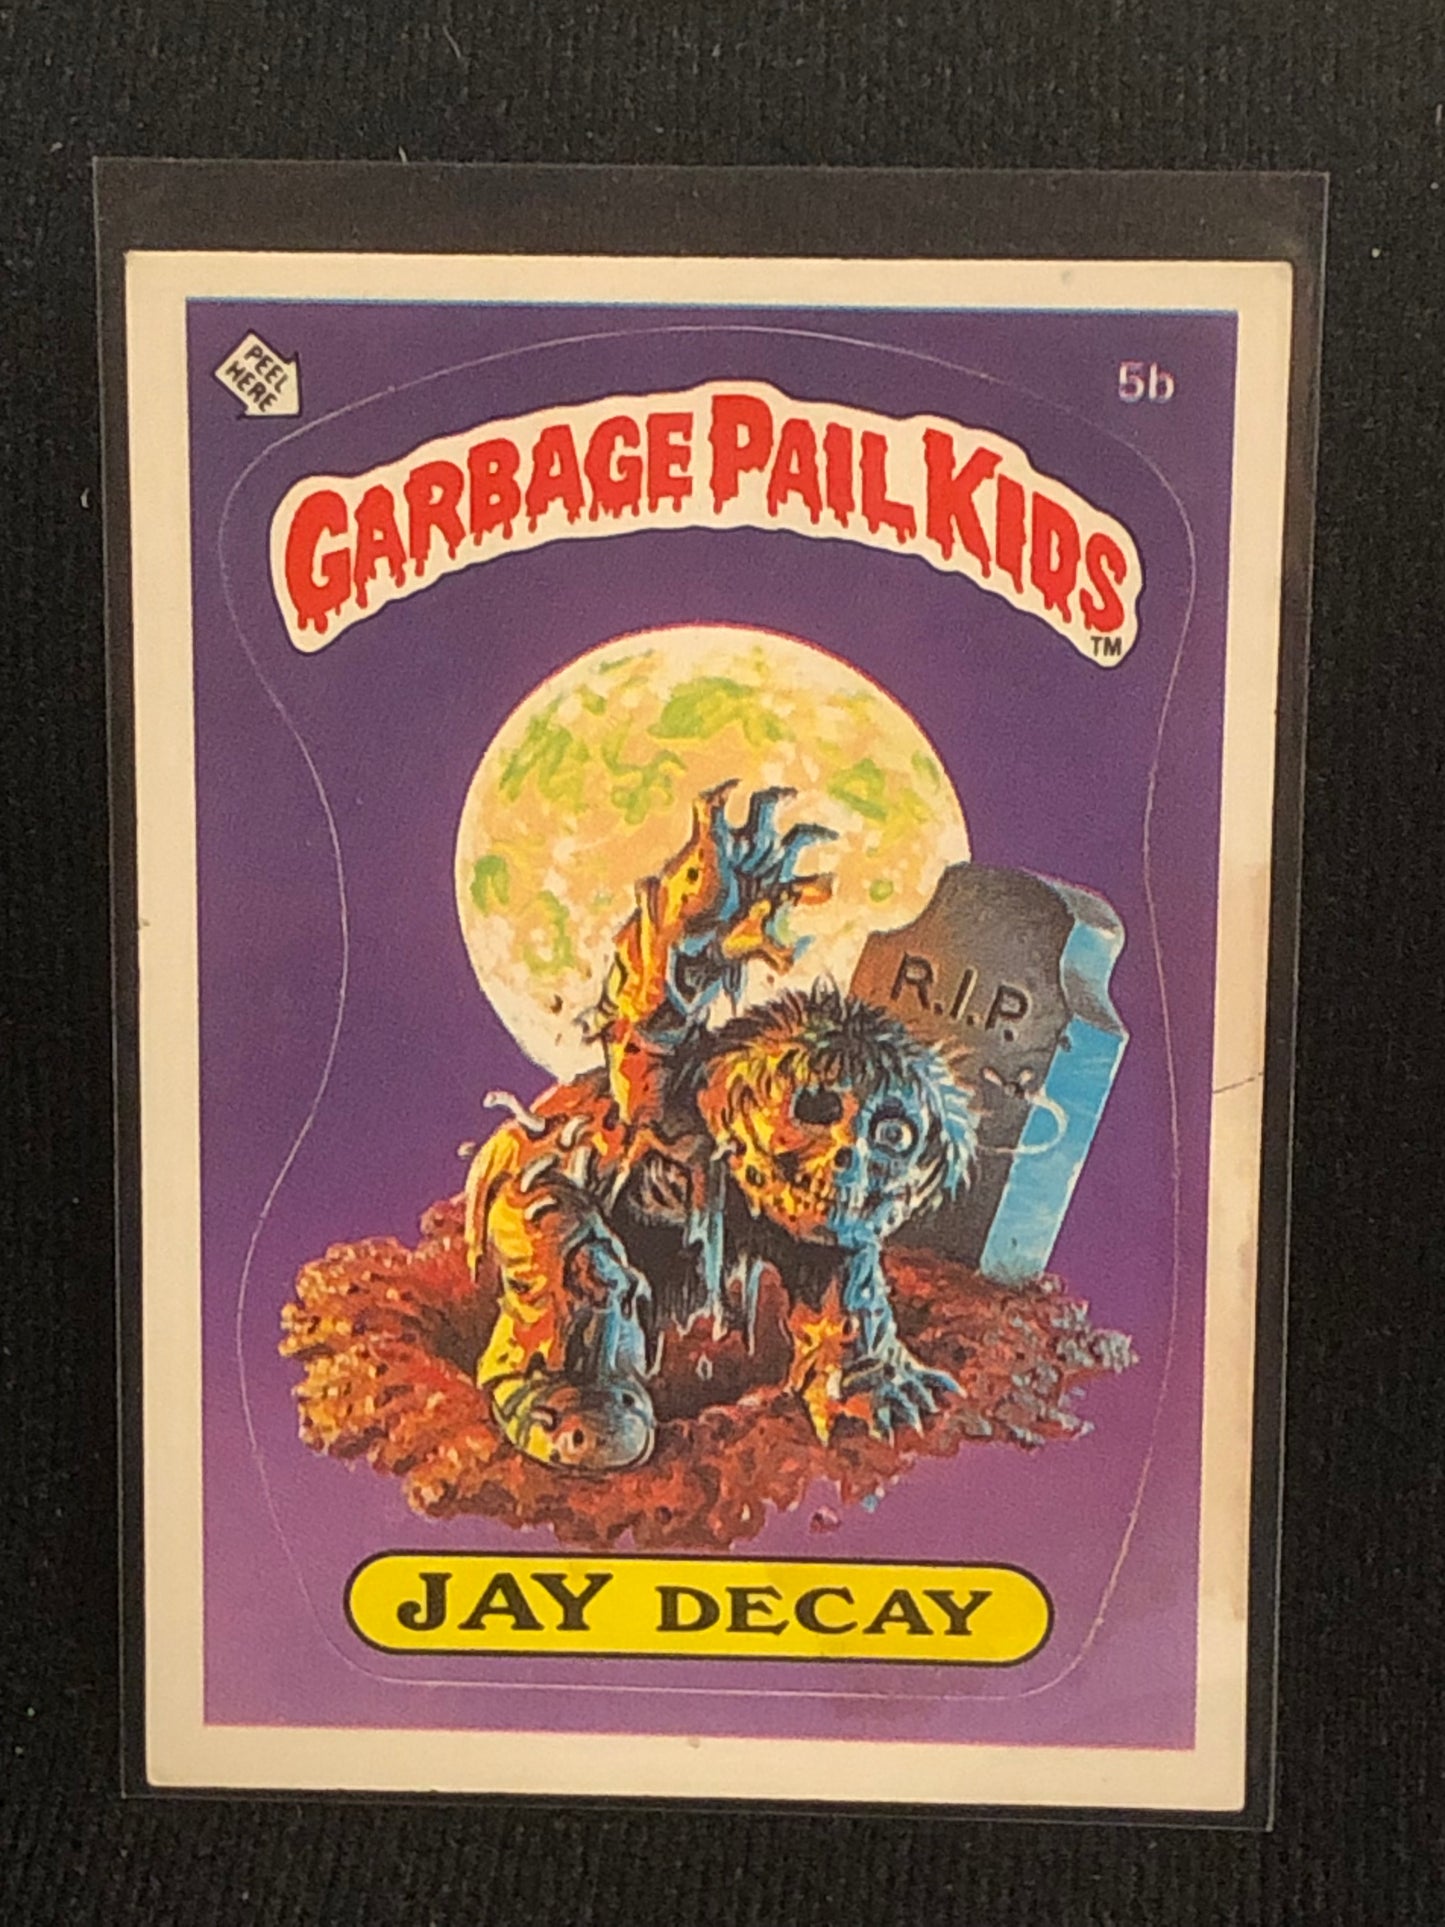 PEEL
HERE
5b
GARBAGE PAIL KIDS
TM
R.I.P.
JAY DECAY